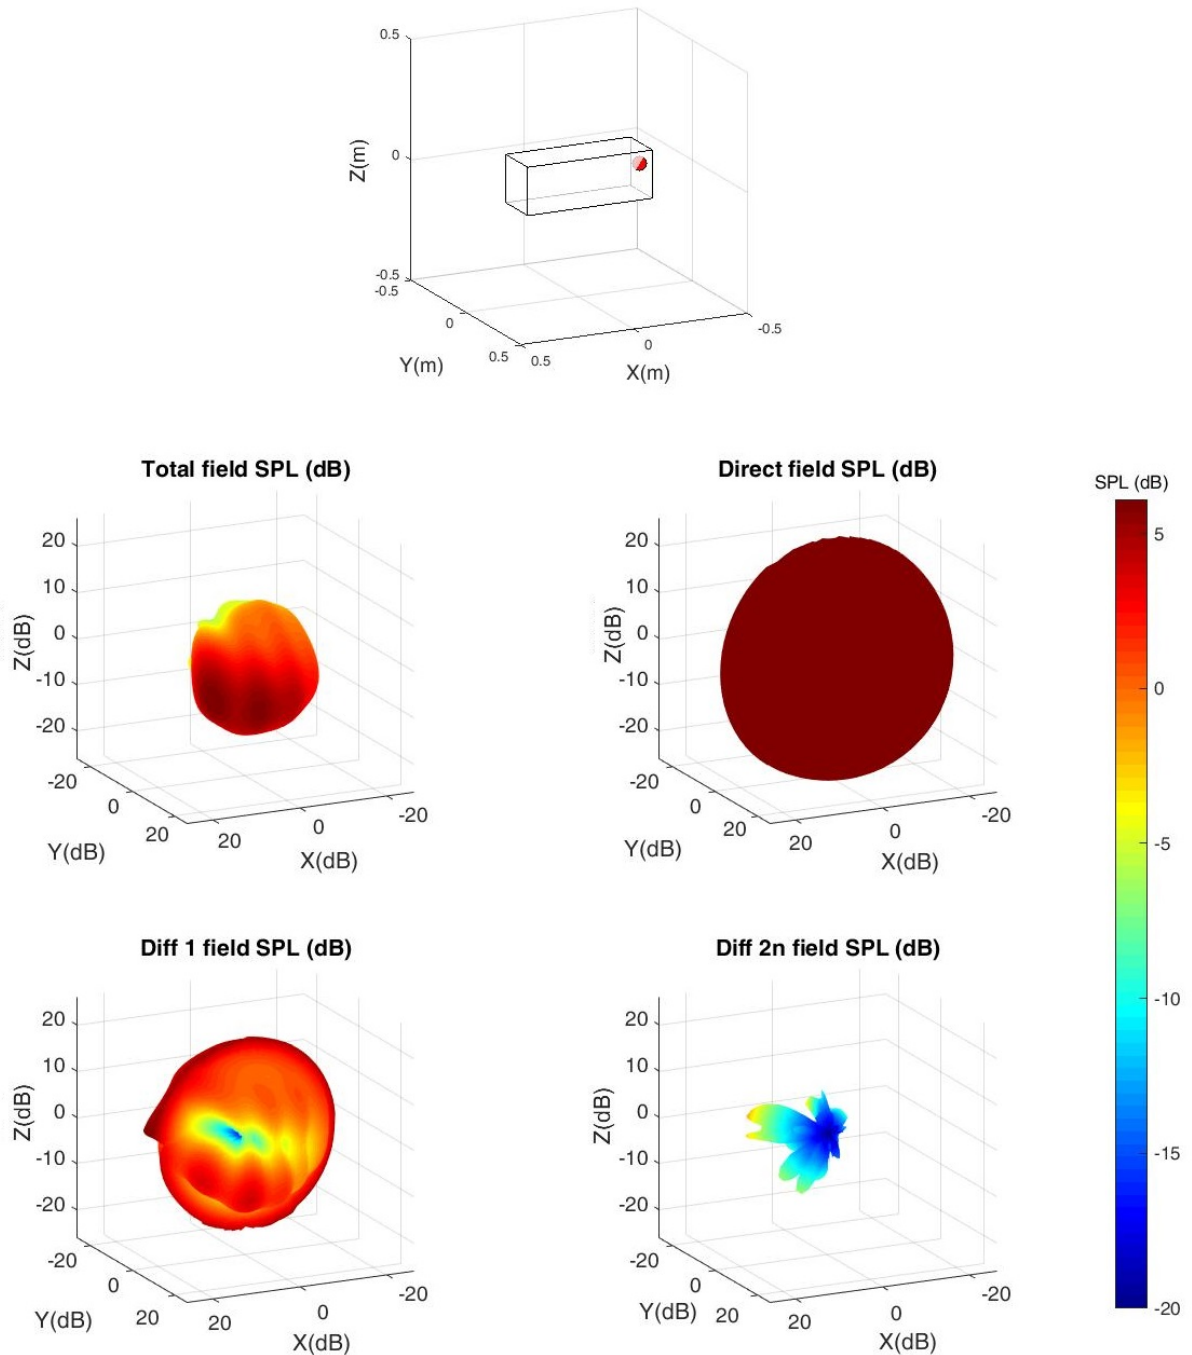 0.5
Z(m)
0
-0.5
-0.5
0
Y(m)
0.5
0.5
0
X(m)
-0.5
Total field SPL (dB)
20
10
0
-10
-20
Z(dB)
-20
0
20
Y(dB)
20
0
-20
X(dB)
Direct field SPL (dB)
20
10
0
-10
-20
Z(dB)
-20
0
20
Y(dB)
20
0
-20
X(dB)
SPL (dB)
5
0
-5
-10
-15
-20
Diff 1 field SPL (dB)
20
10
0
-10
-20
Z(dB)
-20
0
20
Y(dB)
20
0
-20
X(dB)
Diff 2n field SPL (dB)
20
10
0
-10
-20
Z(dB)
-20
0
20
Y(dB)
20
0
-20
X(dB)